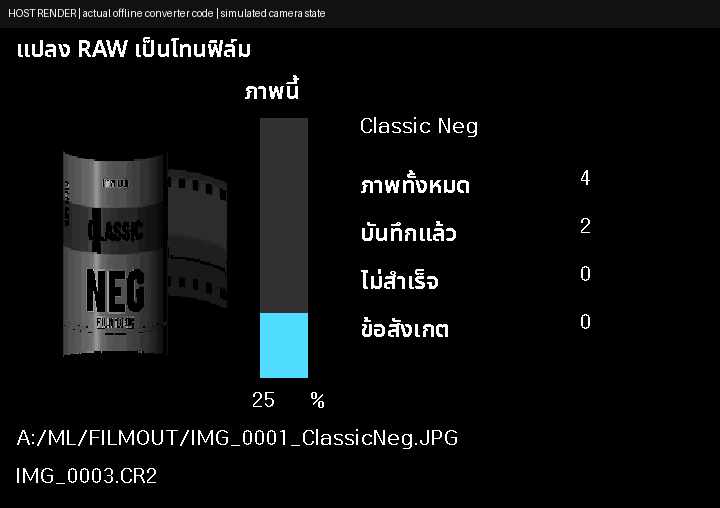 HOST RENDER | actual offline converter code | simulated camera state
แปลง RAW เป็นโทนฟิล์ม
ภาพนี้
Classic Neg
ภาพทั้งหมด 4
บันทึกแล้ว 2
ไม่สำเร็จ 0
ข้อสังเกต 0
CLASSIC
NEG
25 %
A:/ML/FILMOUT/IMG_0001_ClassicNeg.JPG
IMG_0003.CR2